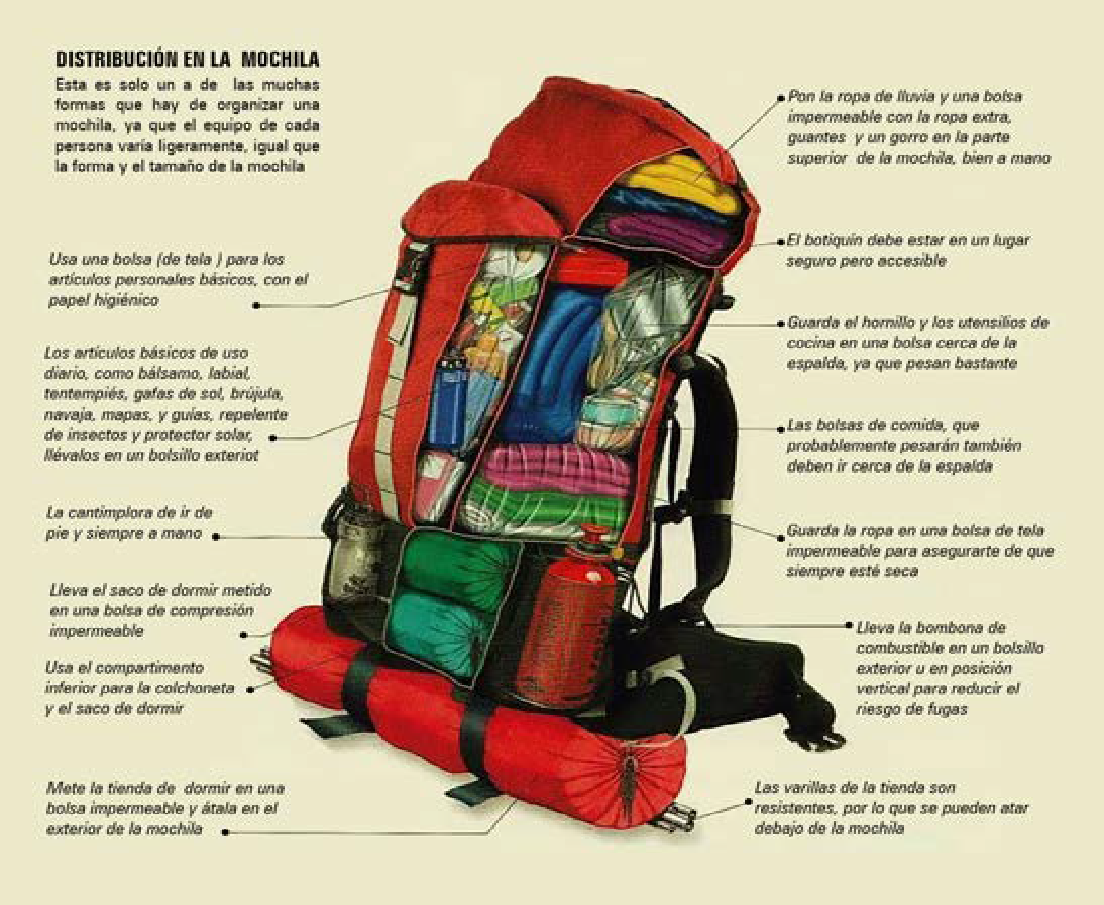 DISTRIBUCIÓN EN LA MOCHILA
Esta es solo un a de las muchas
formas que hay de organizar una
mochila, ya que el equipo de cada
persona varía ligeramente, igual que
la forma y el tamaño de la mochila
Usa una bolsa (de tela ) para los
artículos personales básicos, con el
papel higiénico
Los artículos básicos de uso
diario, como bálsamo, labial,
tentempiés, gafas de sol, brújula,
navaja, mapas, y guías, repelente
de insectos y protector solar,
llévalos en un bolsillo exteriot
La cantimplora de ir de
pie y siempre a mano
Lleva el saco de dormir metido
en una bolsa de compresión
impermeable
Usa el compartimento
inferior para la colchoneta
y el saco de dormir
Mete la tienda de dormir en una
bolsa impermeable y átala en el
exterior de la mochila
Pon la ropa de lluvia y una bolsa
impermeable con la ropa extra,
guantes y un gorro en la parte
superior de la mochila, bien a mano
El botiquín debe estar en un lugar
seguro pero accesible
Guarda el hornillo y los utensilios de
cocina en una bolsa cerca de la
espalda, ya que pesan bastante
Las bolsas de comida, que
probablemente pesarán también
deben ir cerca de la espalda
Guarda la ropa en una bolsa de tela
impermeable para asegurarte de que
siempre esté seca
Lleva la bombona de
combustible en un bolsillo
exterior u en posición
vertical para reducir el
riesgo de fugas
Las varillas de la tienda son
resistentes, por lo que se pueden atar
debajo de la mochila